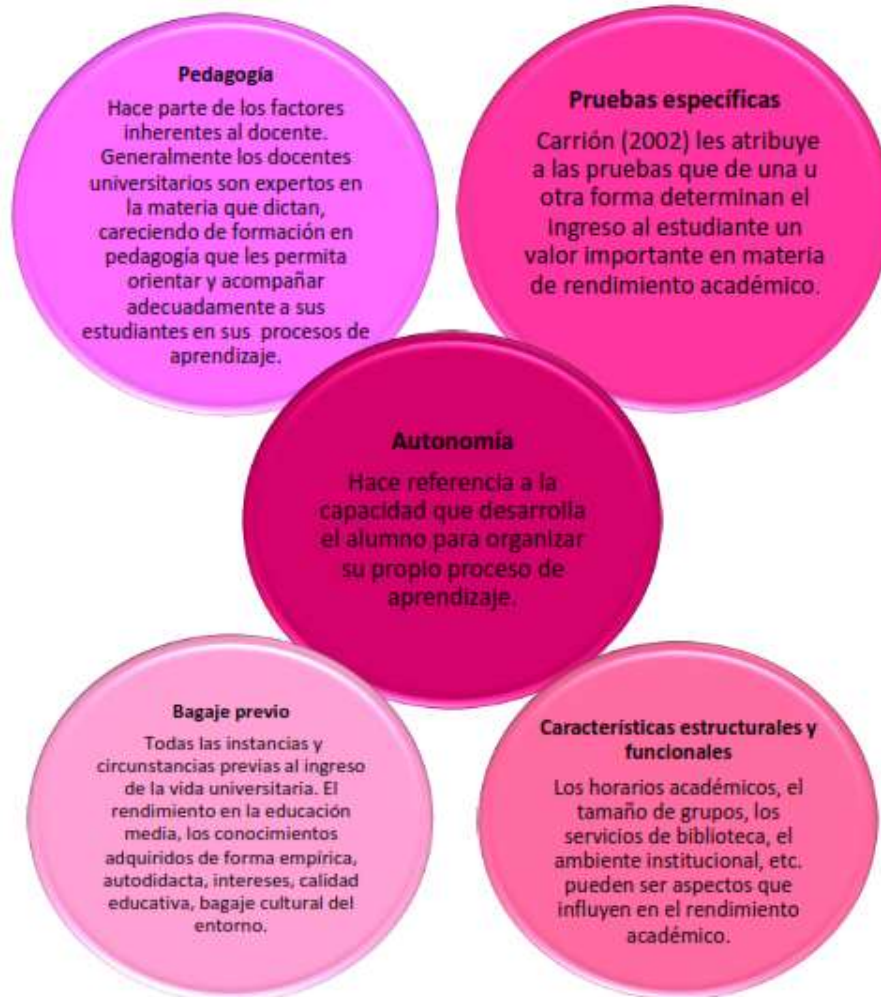 Pedagogía
Hace parte de los factores
inherentes al docente.
Generalmente los docentes
universitarios son expertos en
la materia que dictan,
careciendo de formación en
pedagogía que les permita
orientar y acompañar
adecuadamente a sus
estudiantes en sus procesos de
aprendizaje.
Pruebas específicas
Carrión (2002) les atribuye
a las pruebas que de una u
otra forma determinan el
ingreso al estudiante un
valor importante en materia
de rendimiento académico.
Autonomía
Hace referencia a la
capacidad que desarrolla
el alumno para organizar
su propio proceso de
aprendizaje.
Bagaje previo
Todas las instancias y
circunstancias previas al ingreso
de la vida universitaria. El
rendimiento en la educación
media, los conocimientos
adquiridos de forma empírica,
autodidacta, intereses, calidad
educativa, bagaje cultural del
entorno.
Características estructurales y
funcionales
Los horarios académicos, el
tamaño de grupos, los
servicios de biblioteca, el
ambiente institucional, etc.
pueden ser aspectos que
influyen en el rendimiento
académico.